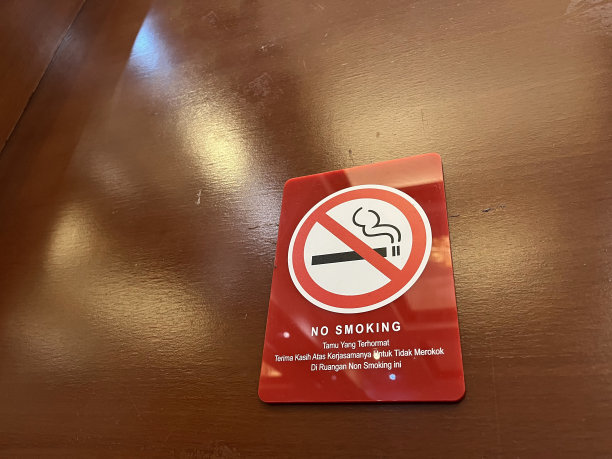 NO SMOKING
Tamu Yang Terhormat
Terima Kasih Atas Kerjasamanya Untuk Tidak Merokok
Di Ruangan Non Smoking ini